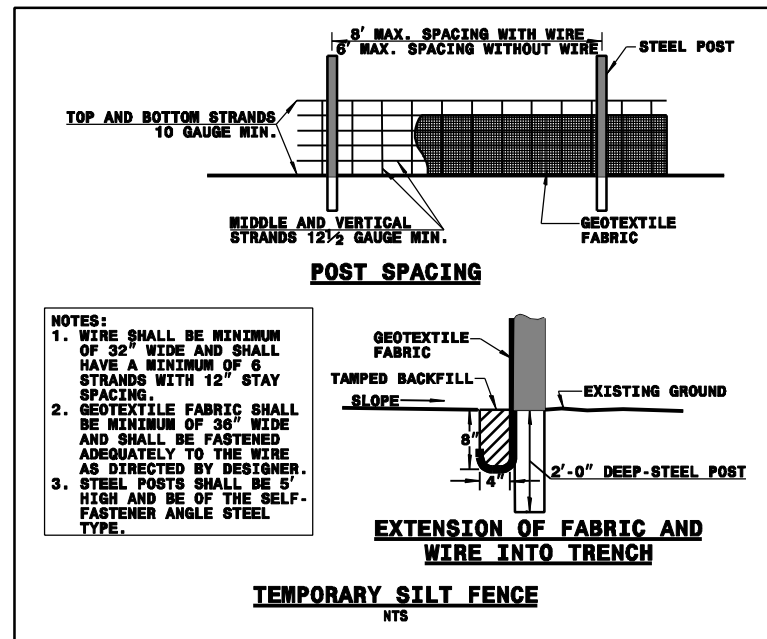 8' MAX. SPACING WITH WIRE
6' MAX. SPACING WITHOUT WIRE
STEEL POST
TOP AND BOTTOM STRANDS
10 GAUGE MIN.
MIDDLE AND VERTICAL
STRANDS 12½ GAUGE MIN.
GEOTEXTILE
FABRIC
POST SPACING
NOTES:
1. WIRE SHALL BE MINIMUM
OF 32" WIDE AND SHALL
HAVE A MINIMUM OF 6
STRANDS WITH 12" STAY
SPACING.
2. GEOTEXTILE FABRIC SHALL
BE MINIMUM OF 36" WIDE
AND SHALL BE FASTENED
ADEQUATELY TO THE WIRE
AS DIRECTED BY DESIGNER.
3. STEEL POSTS SHALL BE 5'
HIGH AND BE OF THE SELF-
FASTENER ANGLE STEEL
TYPE.
GEOTEXTILE
FABRIC
TAMPED BACKFILL
SLOPE
EXISTING GROUND
8"
4"
2'-0" DEEP-STEEL POST
EXTENSION OF FABRIC AND
WIRE INTO TRENCH
TEMPORARY SILT FENCE
NTS